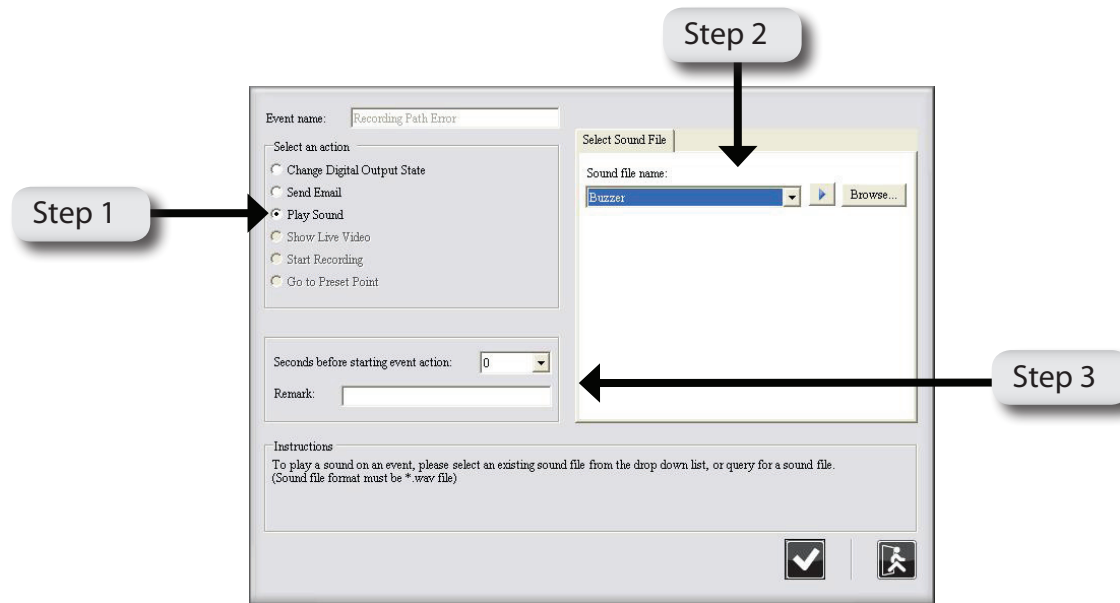 Step 2
Event name: Recording Path Error
Select an action
Change Digital Output State
Send Email
Play Sound
Show Live Video
Start Recording
Go to Preset Point
Select Sound File
Sound file name:
Buzzer
Browse...
Step 1
Seconds before starting event action: 0
Remark:
Step 3
Instructions
To play a sound on an event, please select an existing sound file from the drop down list, or query for a sound file.
(Sound file format must be *.wav file)